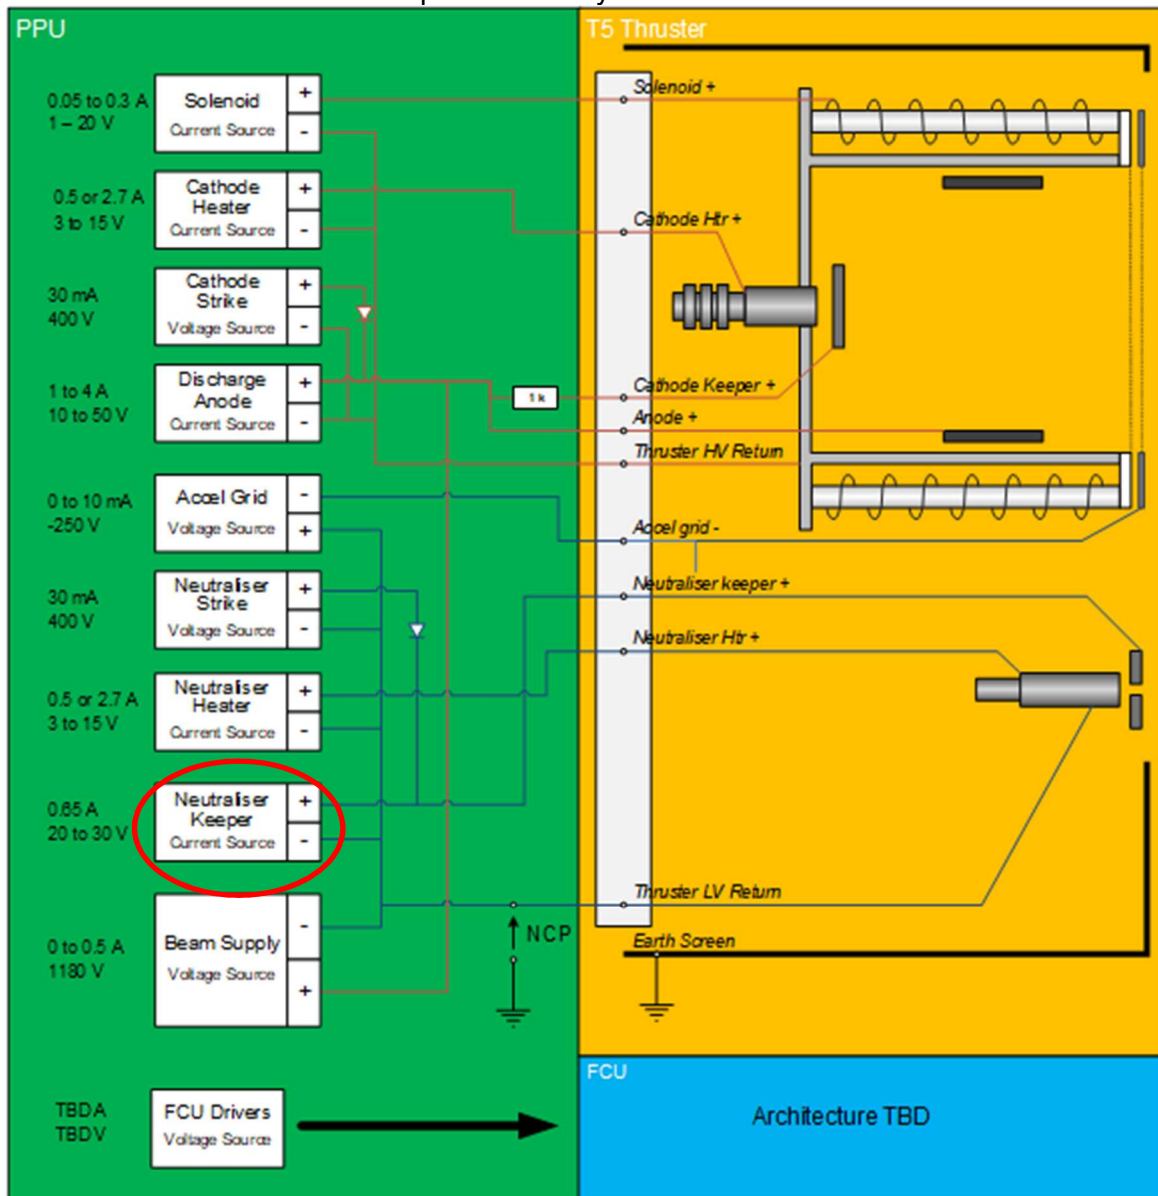 PPU
T5 Thruster
0.05 to 0.3 A
1 – 20 V
Solenoid
Current Source
+
-
Solenoid +
0.5 or 2.7 A
3 to 15 V
Cathode
Heater
Current Source
+
-
Cathode Htr +
30 mA
400 V
Cathode
Strike
Voltage Source
+
-
1 to 4 A
10 to 50 V
Discharge
Anode
Current Source
+
-
1 k
Cathode Keeper +
Anode +
Thruster HV Return
0 to 10 mA
-250 V
Accel Grid
Voltage Source
-
+
Accel grid -
30 mA
400 V
Neutraliser
Strike
Voltage Source
+
-
Neutraliser keeper +
Neutraliser Htr +
0.5 or 2.7 A
3 to 15 V
Neutraliser
Heater
Current Source
+
-
0.65 A
20 to 30 V
Neutraliser
Keeper
Current Source
+
-
Thruster LV Return
0 to 0.5 A
1180 V
Beam Supply
Voltage Source
-
+
NCP
Earth Screen
FCU
TBD A
TBD V
FCU Drivers
Voltage Source
Architecture TBD